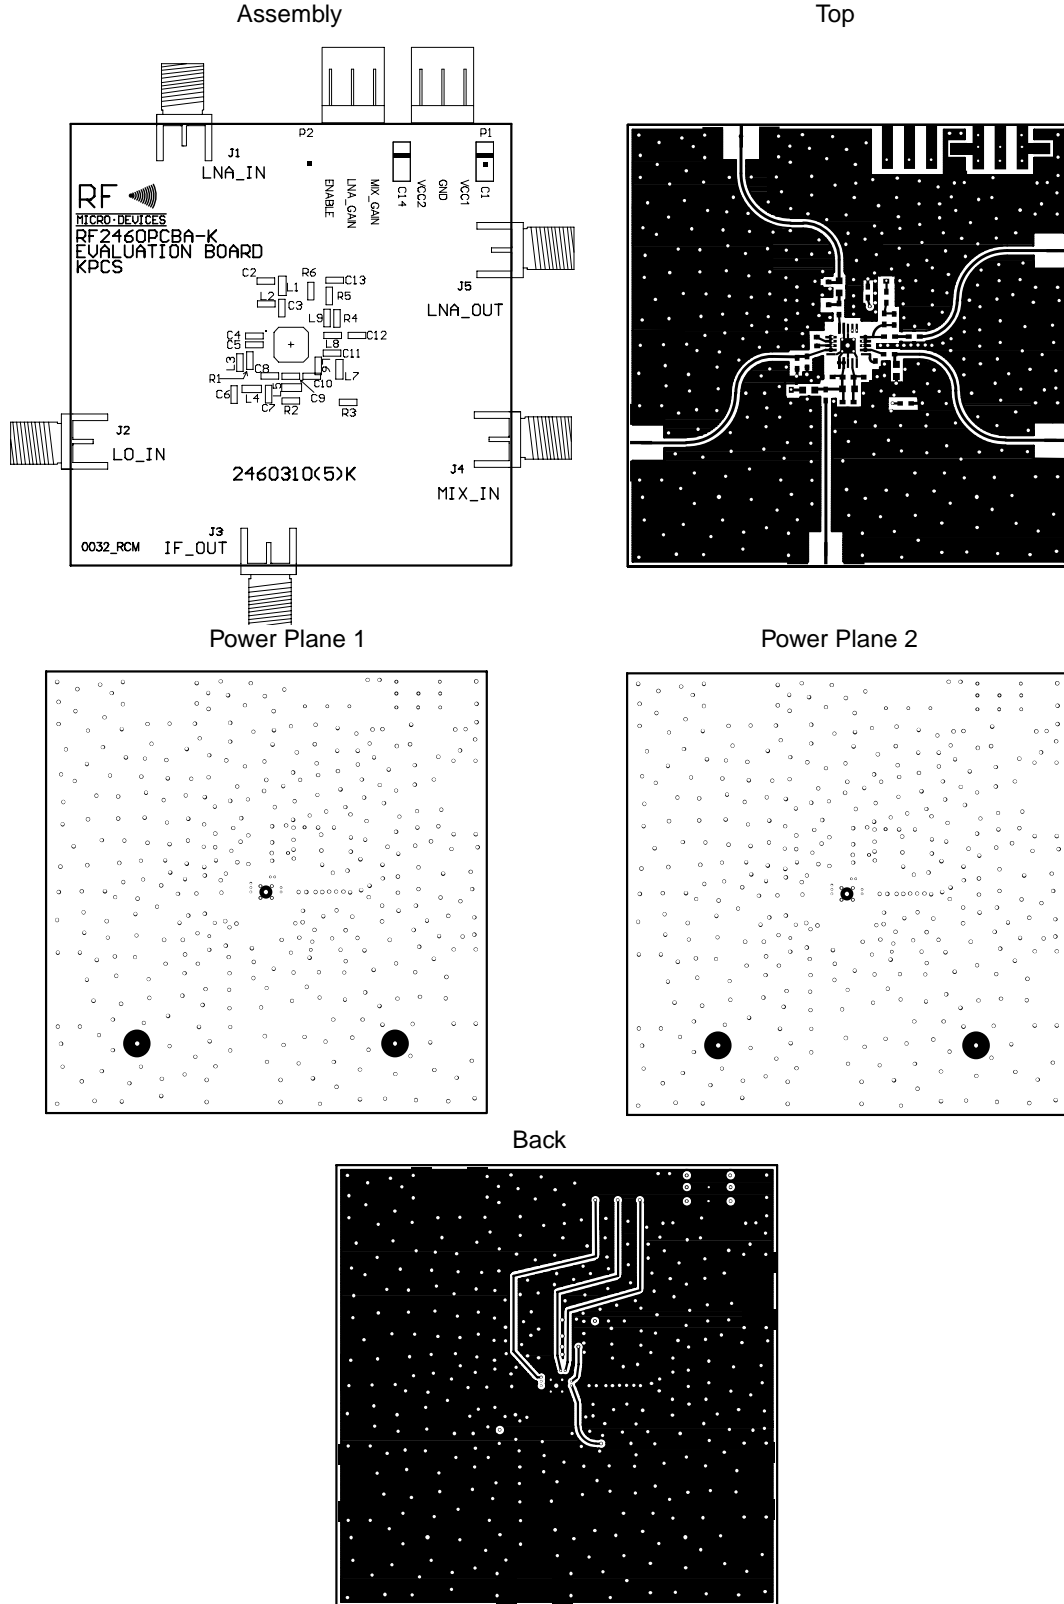 Assembly
Top
P2
P1
J1
LNA_IN
RF
MICRO·DEVICES
RF2460PCBA-K
EVALUATION BOARD
KPCS
ENABLE
LNA_GAIN
MIX_GAIN
C14
VCC2
GND
VCC1
C1
J5
LNA_OUT
C2
L1
R6
C13
L2
C3
R5
L9
R4
C4
C5
L8
C12
L3
C11
R1
C8
L6
L7
C10
C6
L4
C7
L5
R2
C9
R3
J2
LO_IN
J4
MIX_IN
2460310(5)K
J3
IF_OUT
0032_RCM
Power Plane 1
Power Plane 2
Back